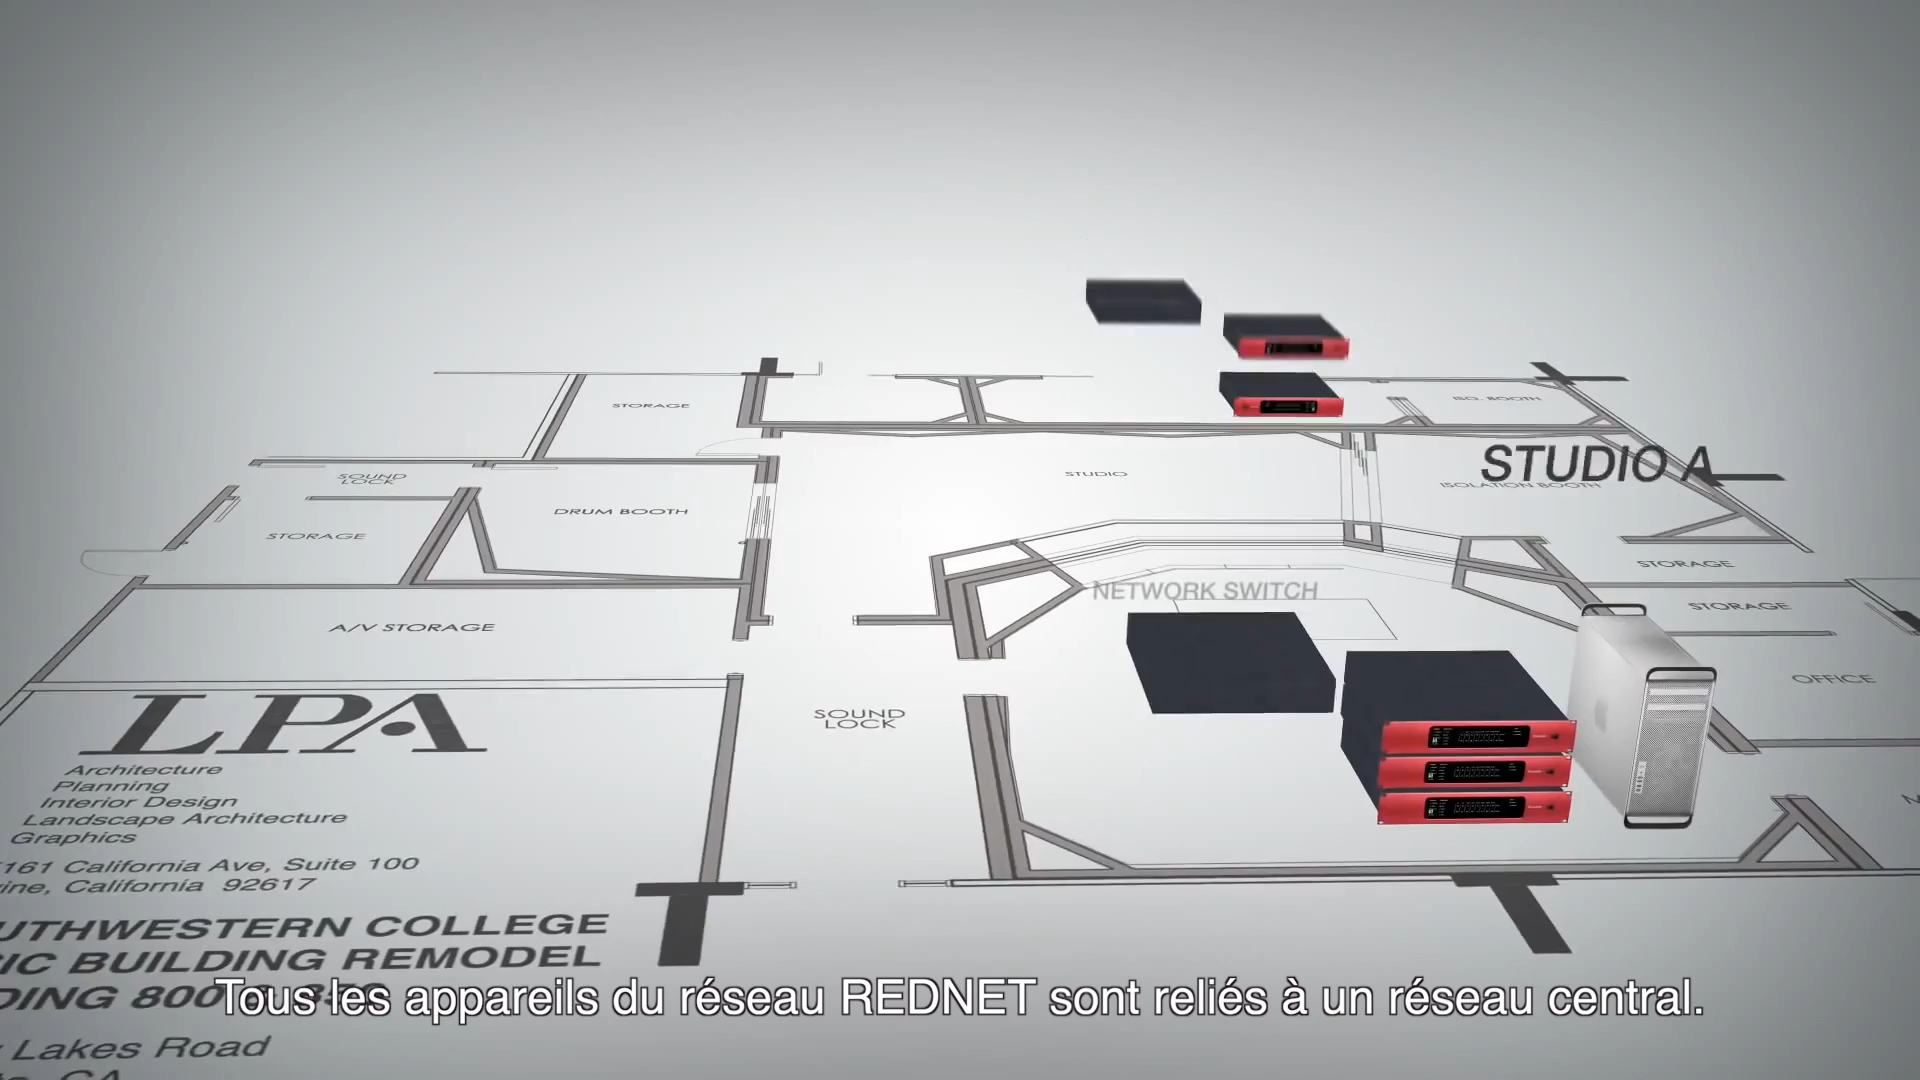 STORAGE
ISO. BOOTH
STUDIO A
STUDIO
ISOLATION BOOTH
SOUND
LOCK
DRUM BOOTH
STORAGE
STORAGE
NETWORK SWITCH
STORAGE
A/V STORAGE
OFFICE
SOUND
LOCK
LPA
Architecture
Planning
Interior Design
Landscape Architecture
Graphics
161 California Ave, Suite 100
ine, California 92617
UTHWESTERN COLLEGE
IC BUILDING REMODEL
DING 800
Tous les appareils du réseau REDNET sont reliés à un réseau central.
Lakes Road
CA